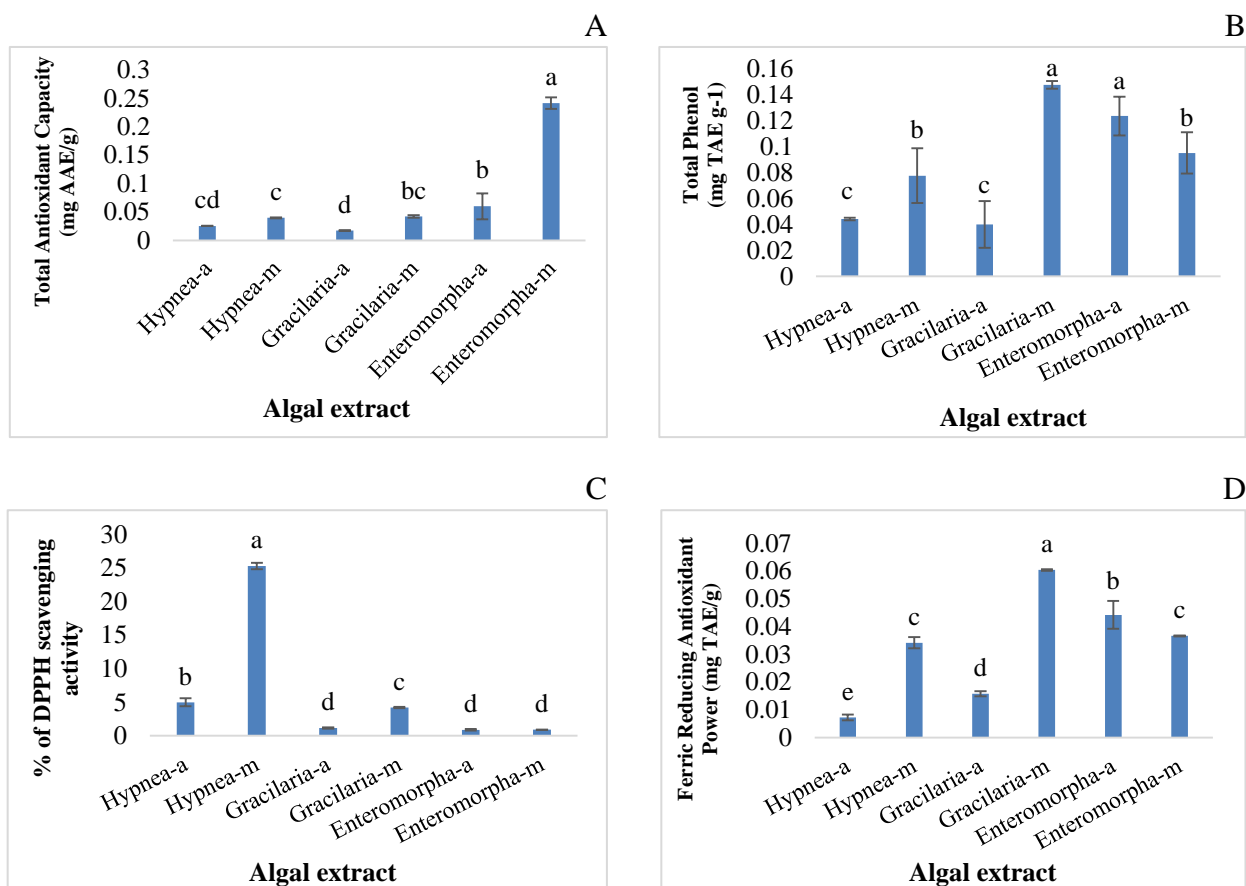 A
Total Antioxidant Capacity
(mg AAE/g)
0.3
0.25
0.2
0.15
0.1
0.05
0
cd
c
d
bc
b
a
Hypnea-a
Hypnea-m
Gracilaria-a
Gracilaria-m
Enteromorpha-a
Enteromorpha-m
Algal extract
B
Total Phenol
(mg TAE g-1)
0.16
0.14
0.12
0.1
0.08
0.06
0.04
0.02
0
c
b
c
a
a
b
Hypnea-a
Hypnea-m
Gracilaria-a
Gracilaria-m
Enteromorpha-a
Enteromorpha-m
Algal extract
C
% of DPPH scavenging
activity
30
25
20
15
10
5
0
b
a
d
c
d
d
Hypnea-a
Hypnea-m
Gracilaria-a
Gracilaria-m
Enteromorpha-a
Enteromorpha-m
Algal extract
D
Ferric Reducing Antioxidant
Power (mg TAE/g)
0.07
0.06
0.05
0.04
0.03
0.02
0.01
0
e
c
d
a
b
c
Hypnea-a
Hypnea-m
Gracilaria-a
Gracilaria-m
Enteromorpha-a
Enteromorpha-m
Algal extract